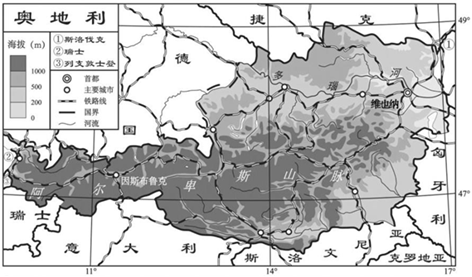 奥地利
海拔 (m)
1000
500
200
0
①斯洛伐克
②瑞士
③列支敦士登
首都
主要城市
铁路线
国界
河流
捷克
德国
多瑙河
维也纳
因斯布鲁克
阿尔卑斯山脉
匈牙利
瑞士
意大利
斯洛文尼亚
克罗地亚
①
②
49°
47°
11°
14°
17°